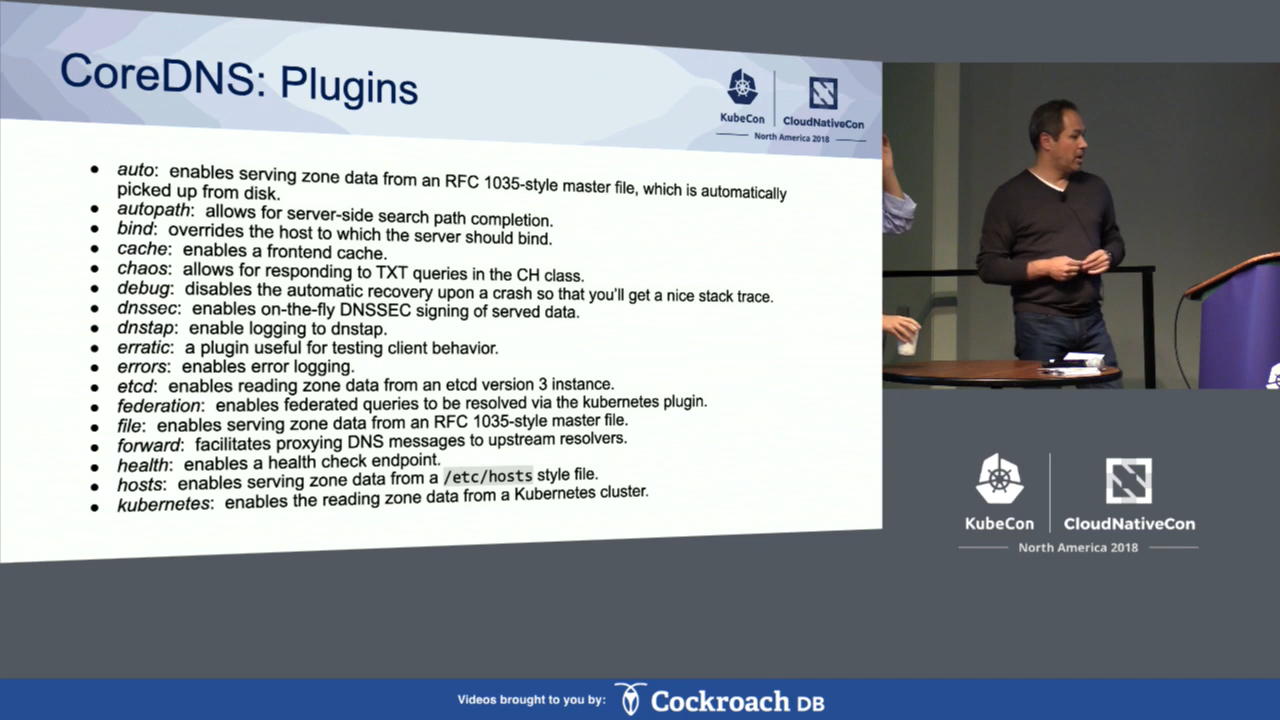 CoreDNS: Plugins
KubeCon
CloudNativeCon
North America 2018
• auto: enables serving zone data from an RFC 1035-style master file, which is automatically
picked up from disk.
• autopath: allows for server-side search path completion.
• bind: overrides the host to which the server should bind.
• cache: enables a frontend cache.
• chaos: allows for responding to TXT queries in the CH class.
• debug: disables the automatic recovery upon a crash so that you'll get a nice stack trace.
• dnssec: enables on-the-fly DNSSEC signing of served data.
• dnstap: enable logging to dnstap.
• erratic: a plugin useful for testing client behavior.
• errors: enables error logging.
• etcd: enables reading zone data from an etcd version 3 instance.
• federation: enables federated queries to be resolved via the kubernetes plugin.
• file: enables serving zone data from an RFC 1035-style master file.
• forward: facilitates proxying DNS messages to upstream resolvers.
• health: enables a health check endpoint.
• hosts: enables serving zone data from a /etc/hosts style file.
• kubernetes: enables the reading zone data from a Kubernetes cluster.
KubeCon
CloudNativeCon
North America 2018
Videos brought to you by: Cockroach DB